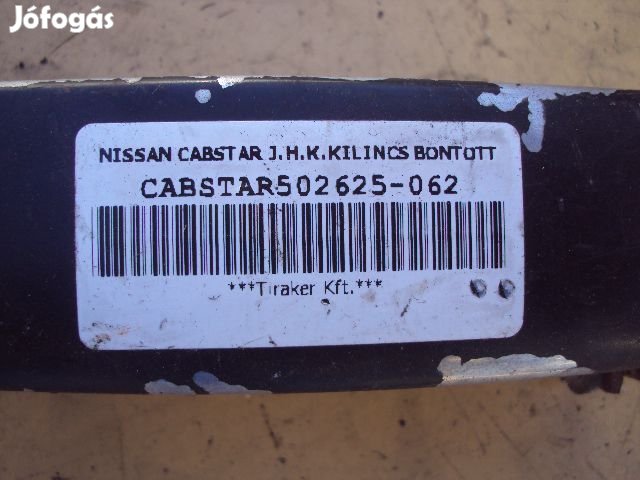 Jófogás
NISSAN CABSTAR J.H.K.KILINCS BONTOTT
CABSTAR502625-062
***Tiraker Kft.***